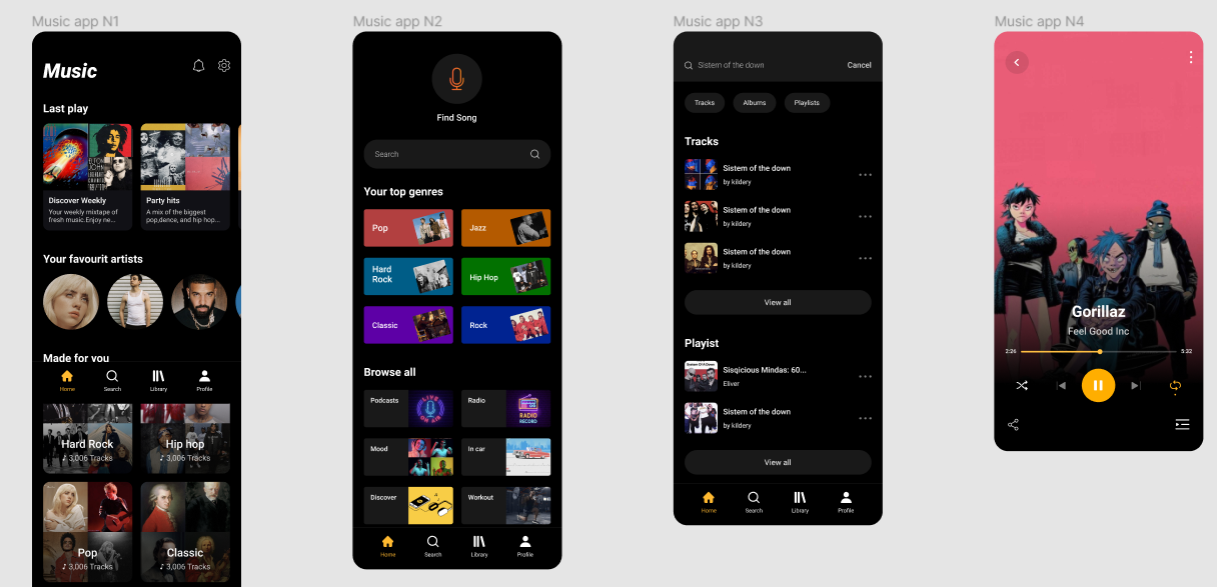 Music app N1
Music
Last play
Discover Weekly
Your weekly mixtape of
fresh music Enjoy ne...
Party hits
A mix of the biggest
pop,dence, and hip hop...
Your favourit artists
Made for you
Home
Search
Library
Profile
Hard Rock
3,006 Tracks
Hip hop
3,006 Tracks
Pop
3,006 Tracks
Classic
3,006 Tracks
Music app N2
Find Song
Search
Your top genres
Pop
Jazz
Hard
Rock
Hip Hop
Classic
Rock
Browse all
Podcasts
Radio
RADIO
RECORD
Mood
In car
Discover
Workout
Home
Search
Library
Profile
Music app N3
Sistem of the down
Cancel
Tracks
Albums
Playlists
Tracks
Sistem of the down
by kildery
Sistem of the down
by kildery
Sistem of the down
by kildery
View all
Playist
Sisqicious Mindas: 60...
Eliver
Sistem of the down
by kildery
View all
Home
Search
Library
Profile
Music app N4
Gorillaz
Feel Good Inc
2:26
5:32